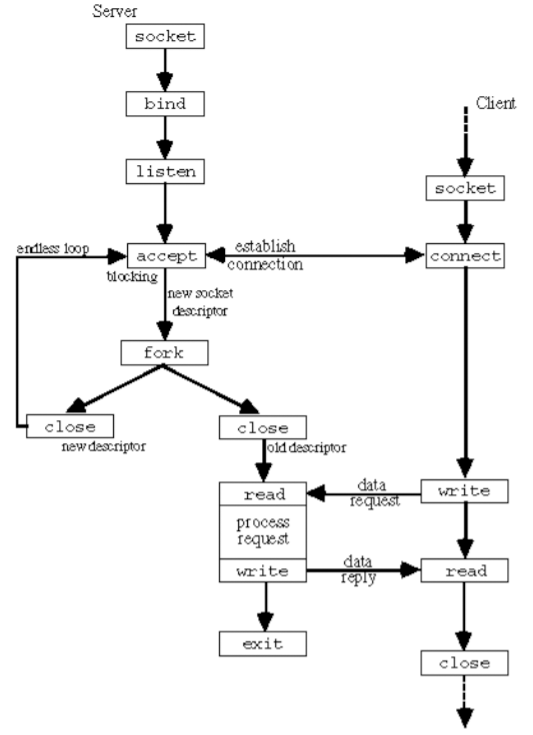 Server
socket
bind
Client
listen
socket
endless loop
accept
establish
connection
connect
blocking
new socket
descriptor
fork
close
new descriptor
close
old descriptor
read
data
request
write
process
request
write
data
reply
read
exit
close